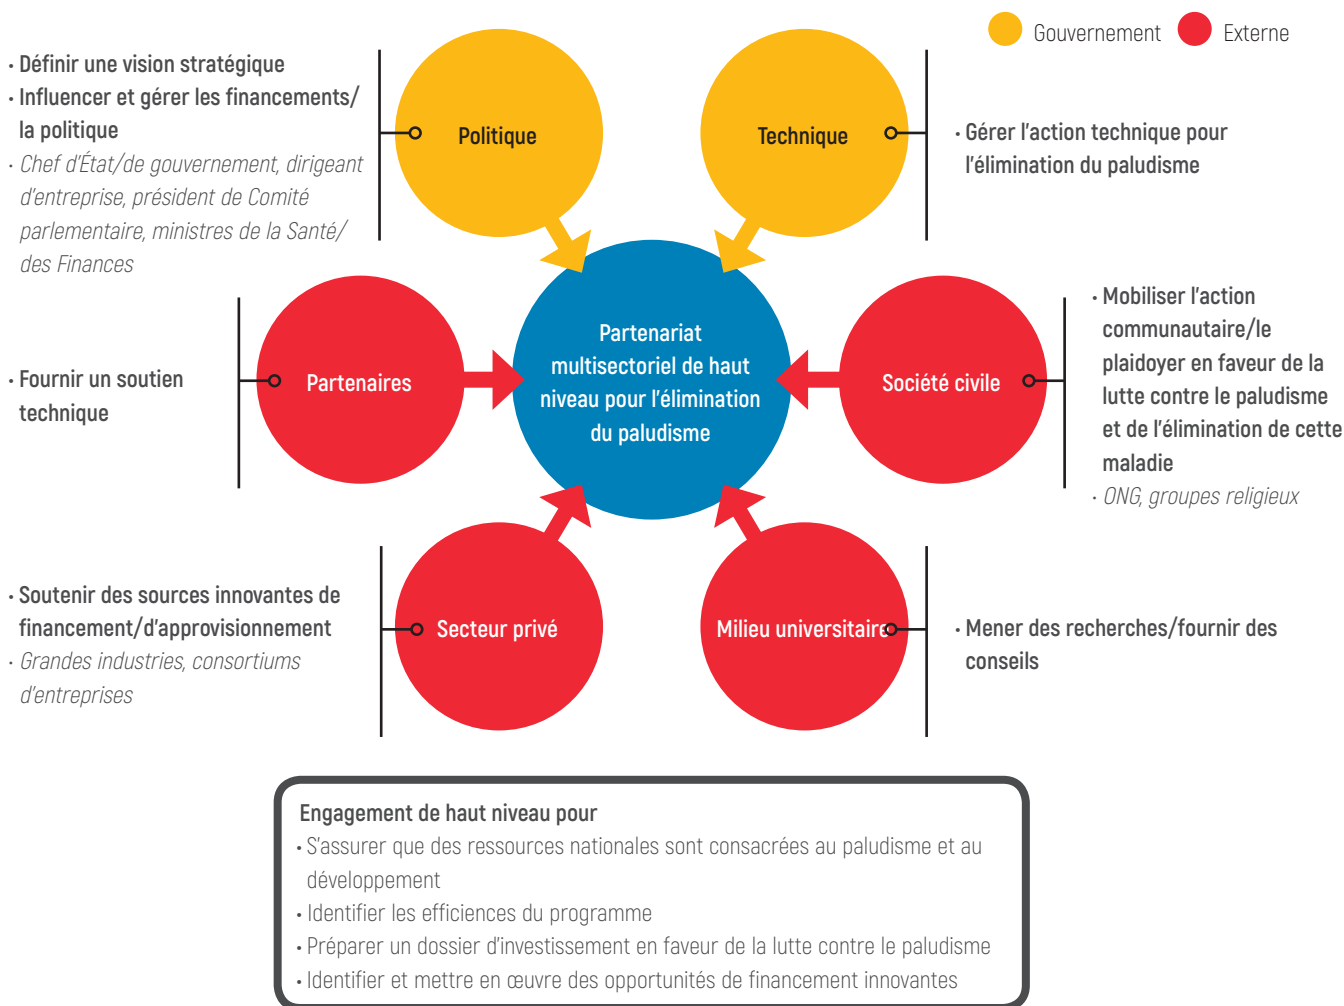 Gouvernement
Externe
• Définir une vision stratégique
• Influencer et gérer les financements/
la politique
• Chef d'État/de gouvernement, dirigeant
d'entreprise, président de Comité
parlementaire, ministres de la Santé/
des Finances
Politique
Technique
• Gérer l'action technique pour
l'élimination du paludisme
• Fournir un soutien
technique
Partenaires
Partenariat
multisectoriel de haut
niveau pour l'élimination
du paludisme
Société civile
• Mobiliser l'action
communautaire/le
plaidoyer en faveur de la
lutte contre le paludisme
et de l'élimination de cette
maladie
• ONG, groupes religieux
• Soutenir des sources innovantes de
financement/d'approvisionnement
• Grandes industries, consortiums
d'entreprises
Secteur privé
Milieu universitaire
• Mener des recherches/fournir des
conseils
Engagement de haut niveau pour
• S'assurer que des ressources nationales sont consacrées au paludisme et au
développement
• Identifier les efficiences du programme
• Préparer un dossier d'investissement en faveur de la lutte contre le paludisme
• Identifier et mettre en œuvre des opportunités de financement innovantes